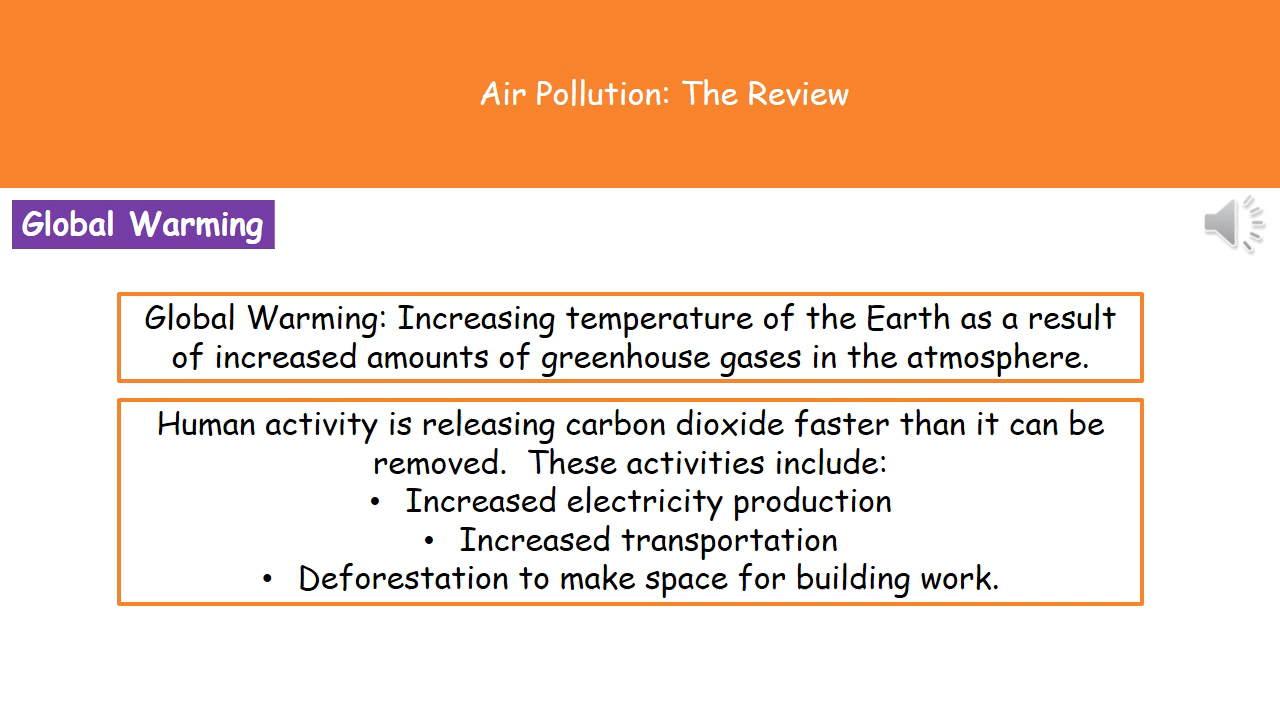 Air Pollution: The Review
Global Warming
Global Warming: Increasing temperature of the Earth as a result
of increased amounts of greenhouse gases in the atmosphere.
Human activity is releasing carbon dioxide faster than it can be
removed.  These activities include:
• Increased electricity production
• Increased transportation
• Deforestation to make space for building work.